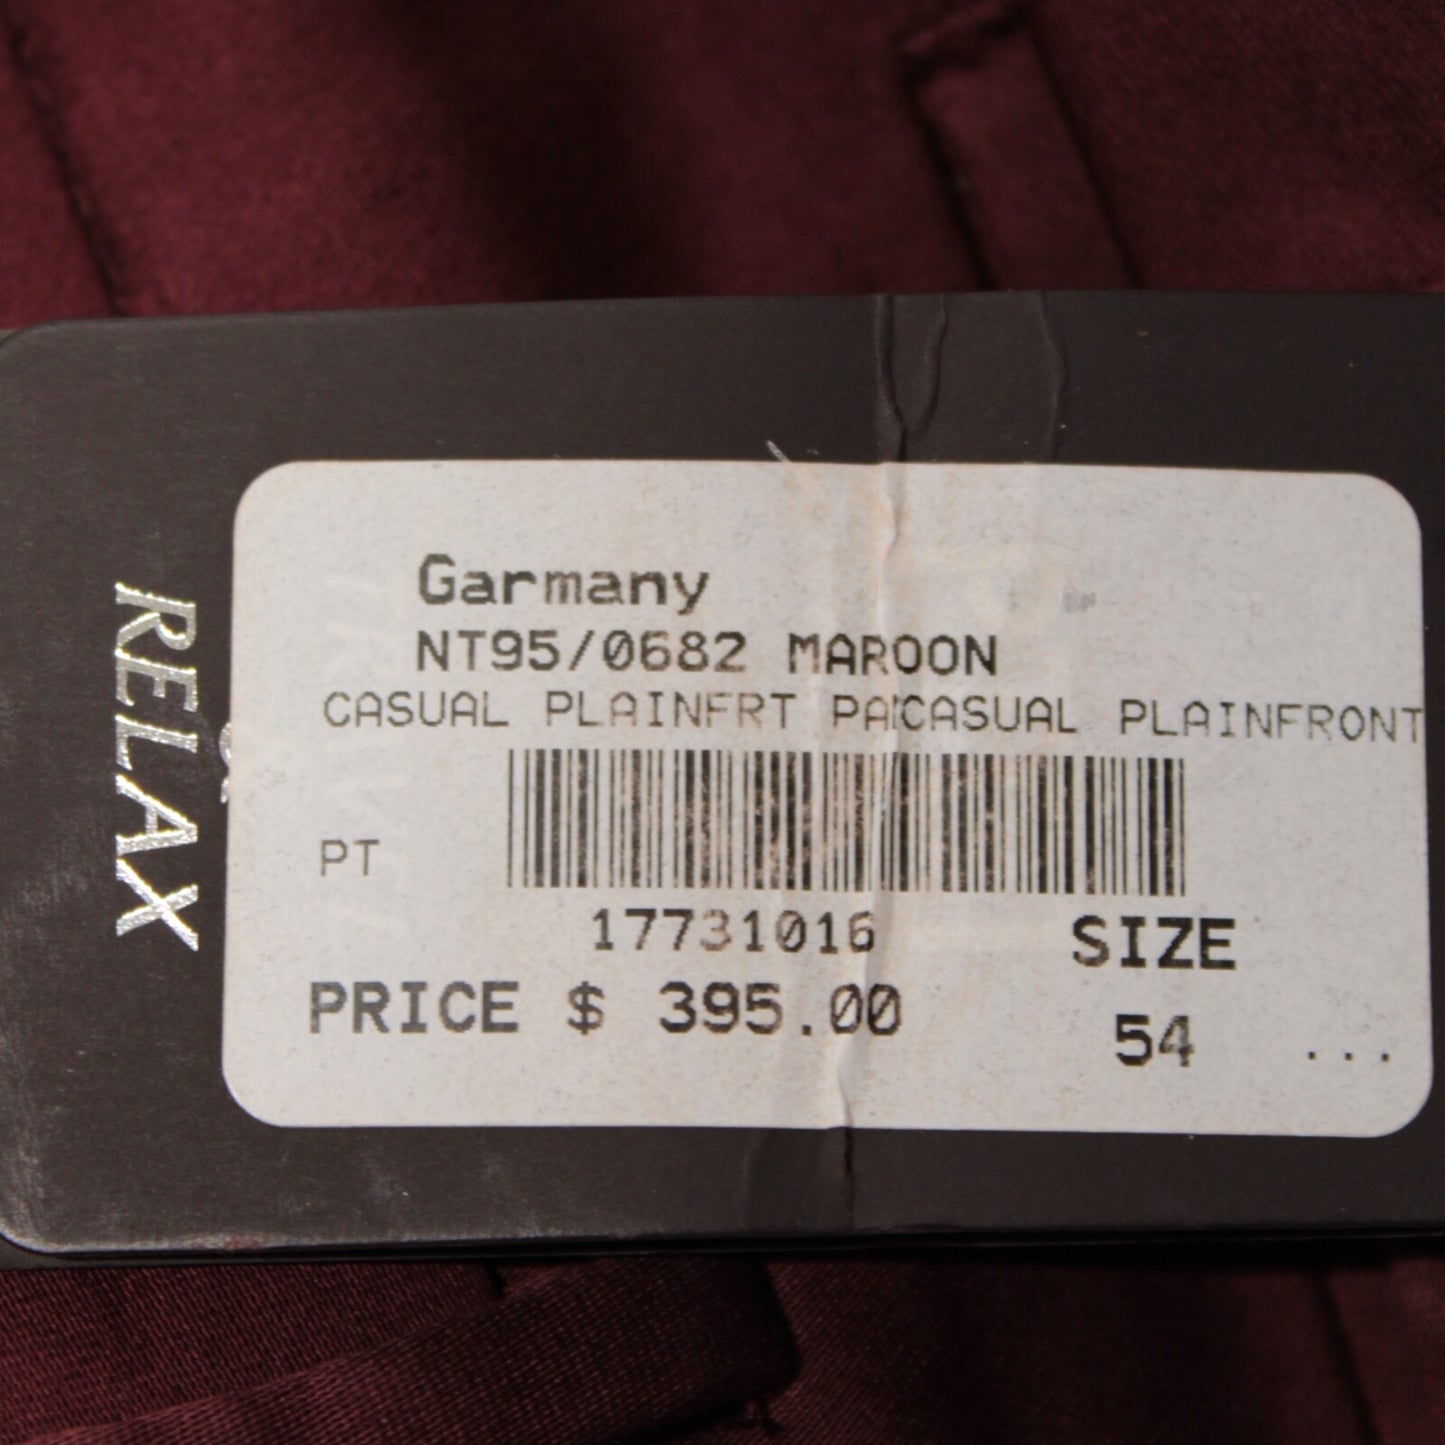 RELAX
Garmany
NT95/0682 MAROON
CASUAL PLAINFRT PACASUAL PLAINFRONT
PT
17731016
SIZE
PRICE $ 395.00
54 ...